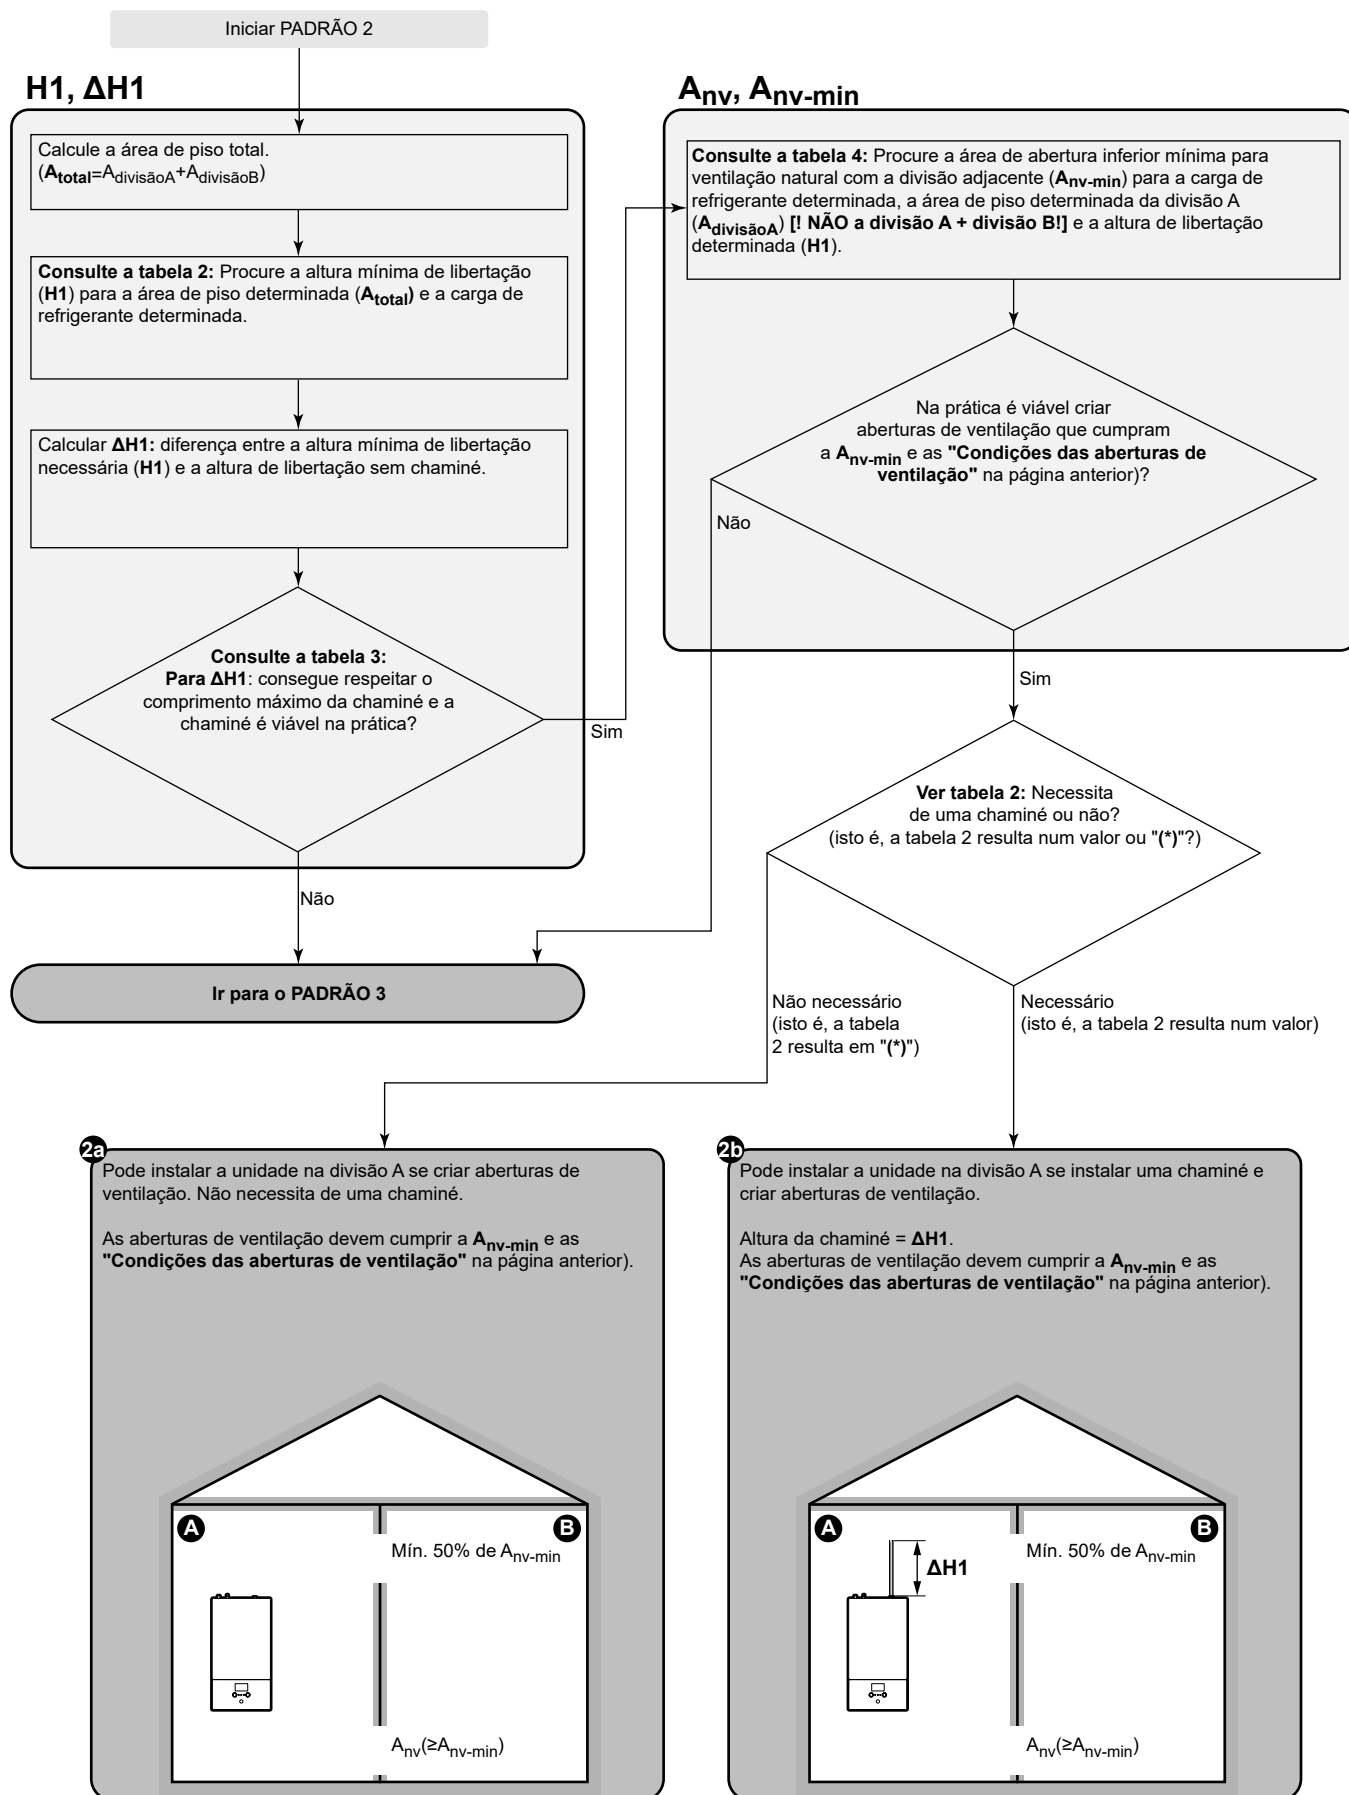 Iniciar PADRÃO 2
H1, ΔH1
Calcule a área de piso total.
(Atotal=AdivisãoA+AdivisãoB)
Consulte a tabela 2: Procure a altura mínima de libertação
(H1) para a área de piso determinada (Atotal) e a carga de
refrigerante determinada.
Calcular ΔH1: diferença entre a altura mínima de libertação
necessária (H1) e a altura de libertação sem chaminé.
Consulte a tabela 3:
Para ΔH1: consegue respeitar o
comprimento máximo da chaminé e a
chaminé é viável na prática?
Sim
Não
Ir para o PADRÃO 3
Anv, Anv-min
Consulte a tabela 4: Procure a área de abertura inferior mínima para
ventilação natural com a divisão adjacente (Anv-min) para a carga de
refrigerante determinada, a área de piso determinada da divisão A
(AdivisãoA) [! NÃO a divisão A + divisão B!] e a altura de libertação
determinada (H1).
Na prática é viável criar
aberturas de ventilação que cumpram
a Anv-min e as "Condições das aberturas de
ventilação" na página anterior)?
Não
Sim
Ver tabela 2: Necessita
de uma chaminé ou não?
(isto é, a tabela 2 resulta num valor ou "(*)"?)
Não necessário
(isto é, a tabela
2 resulta em "(*)")
Necessário
(isto é, a tabela 2 resulta num valor)
2a
Pode instalar a unidade na divisão A se criar aberturas de
ventilação. Não necessita de uma chaminé.
As aberturas de ventilação devem cumprir a Anv-min e as
"Condições das aberturas de ventilação" na página anterior).
A
B
Mín. 50% de Anv-min
Anv(≥Anv-min)
2b
Pode instalar a unidade na divisão A se instalar uma chaminé e
criar aberturas de ventilação.
Altura da chaminé = ΔH1.
As aberturas de ventilação devem cumprir a Anv-min e as
"Condições das aberturas de ventilação" na página anterior).
A
B
Mín. 50% de Anv-min
ΔH1
Anv(≥Anv-min)